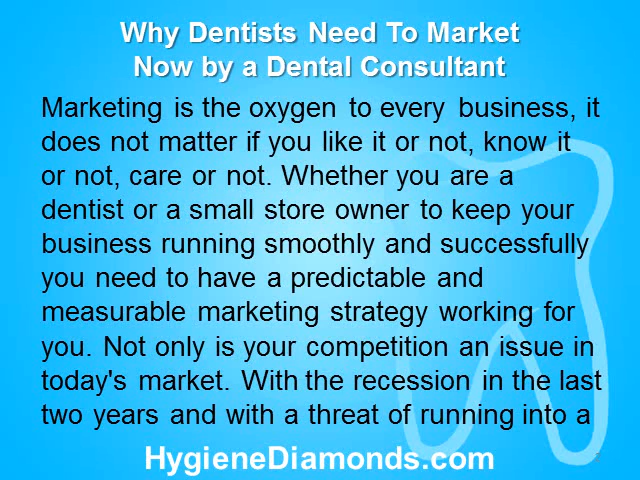 Why Dentists Need To Market
Now by a Dental Consultant
Marketing is the oxygen to every business, it
does not matter if you like it or not, know it
or not, care or not. Whether you are a
dentist or a small store owner to keep your
business running smoothly and successfully
you need to have a predictable and
measurable marketing strategy working for
you. Not only is your competition an issue in
today's market. With the recession in the last
two years and with a threat of running into a
HygieneDiamonds.com